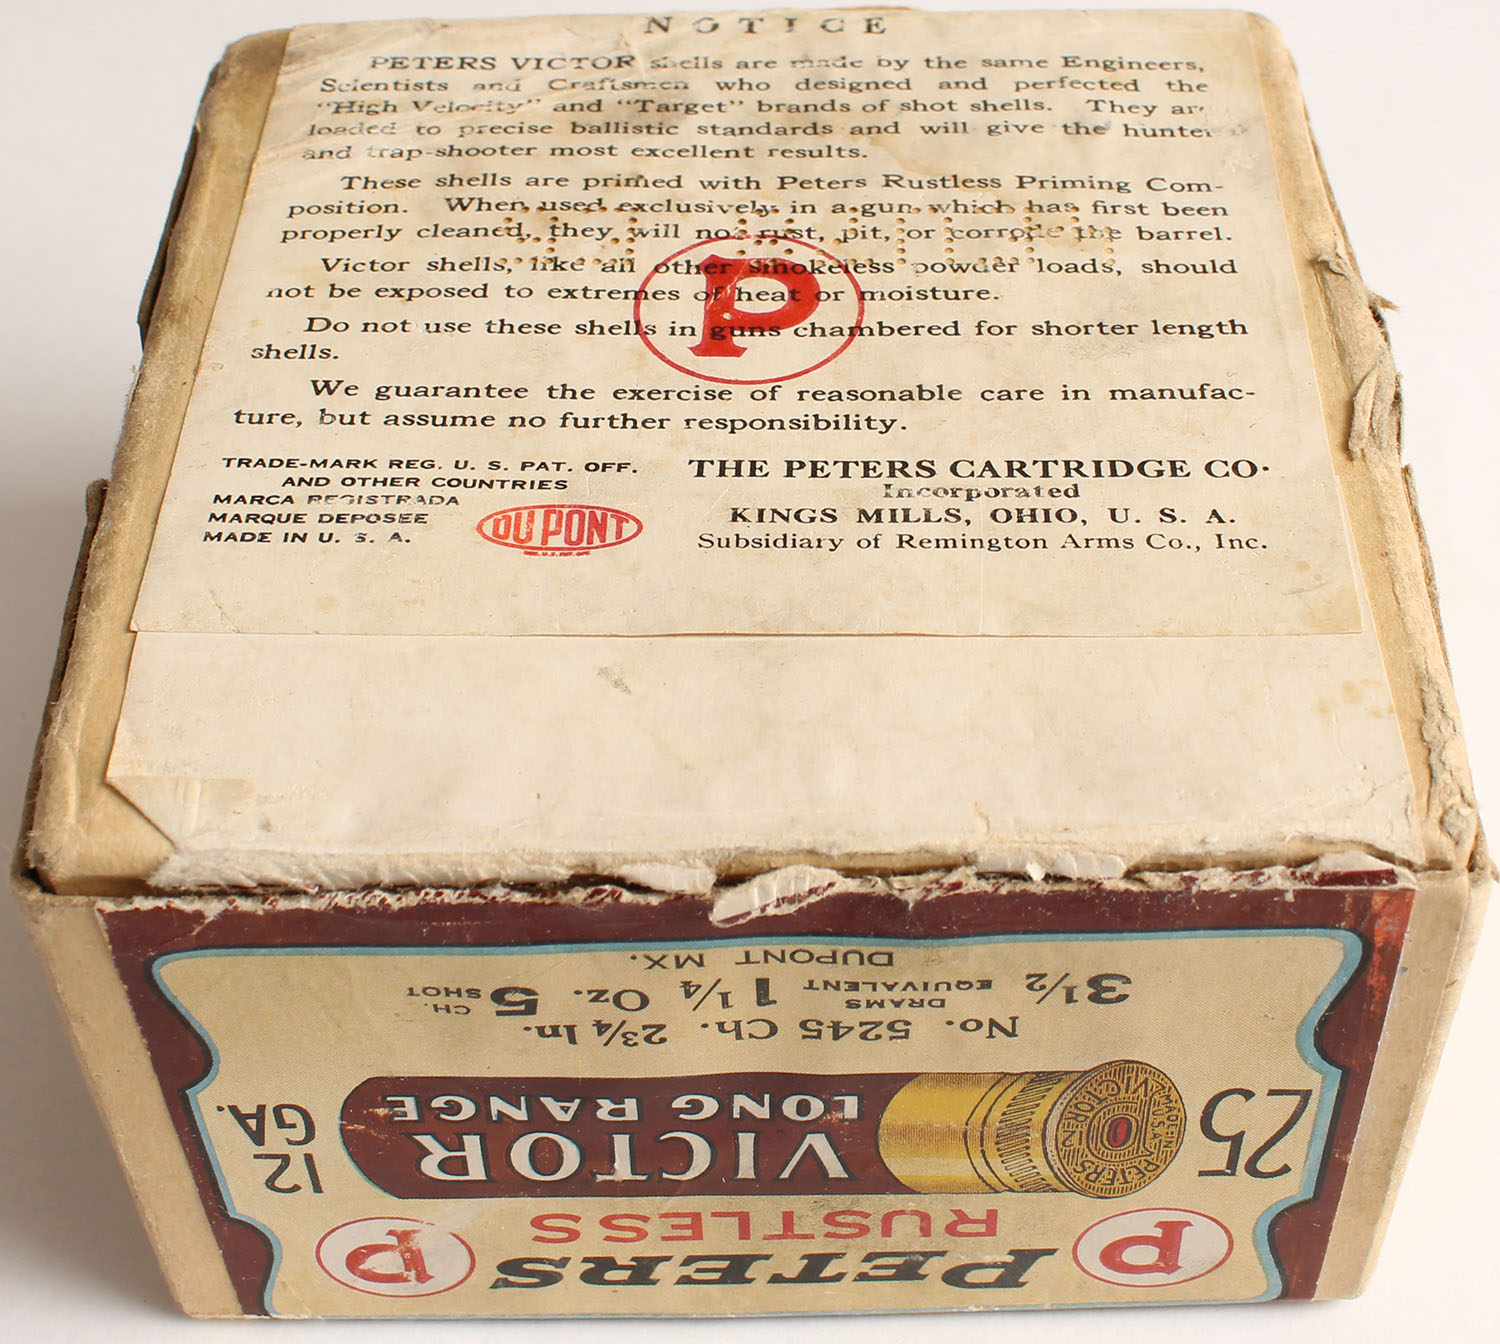 NOTICE
PETERS VICTOR shells are made by the same Engineers,
Scientists and Craftsmen who designed and perfected the
"High Velocity" and "Target" brands of shot shells. They are
loaded to precise ballistic standards and will give the hunter
and trap-shooter most excellent results.
These shells are primed with Peters Rustless Priming Com-
position. When used exclusively in a gun which has first been
properly cleaned, they will not rust, pit, or corrode the barrel.
Victor shells, like all other smokeless powder loads, should
not be exposed to extremes of heat or moisture.
P
Do not use these shells in guns chambered for shorter length
shells.
We guarantee the exercise of reasonable care in manufac-
ture, but assume no further responsibility.
TRADE-MARK REG. U. S. PAT. OFF.
AND OTHER COUNTRIES
MARCA REGISTRADA
MARQUE DEPOSEE
MADE IN U. S. A.
DU PONT
THE PETERS CARTRIDGE CO.
Incorporated
KINGS MILLS, OHIO, U. S. A.
Subsidiary of Remington Arms Co., Inc.
P PETERS P
RUSTLESS
25
VICTOR
LONG RANGE
PETERS No 12 VICTOR
MADE IN U.S.A.
12
GA.
No. 5245 Ch. 2¾ In.
3½ DRAMS EQUIVALENT 1¼ Oz. 5 CH. SHOT
DUPONT MX.